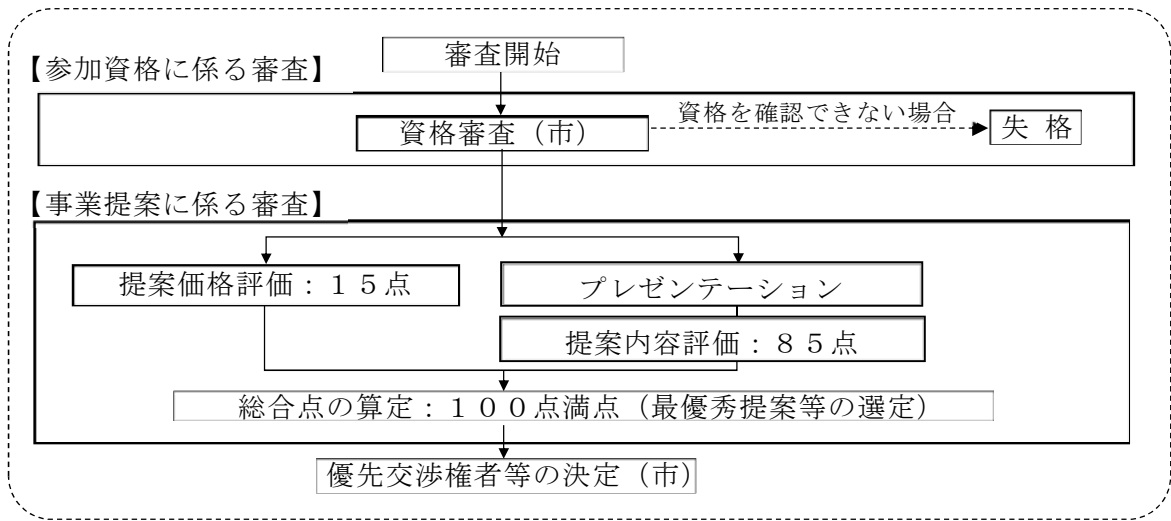 審査開始
【参加資格に係る審査】
資格を確認できない場合
資格審査（市）
失 格
【事業提案に係る審査】
提案価格評価：１５点
プレゼンテーション
提案内容評価：８５点
総合点の算定：１００点満点（最優秀提案等の選定）
優先交渉権者等の決定（市）